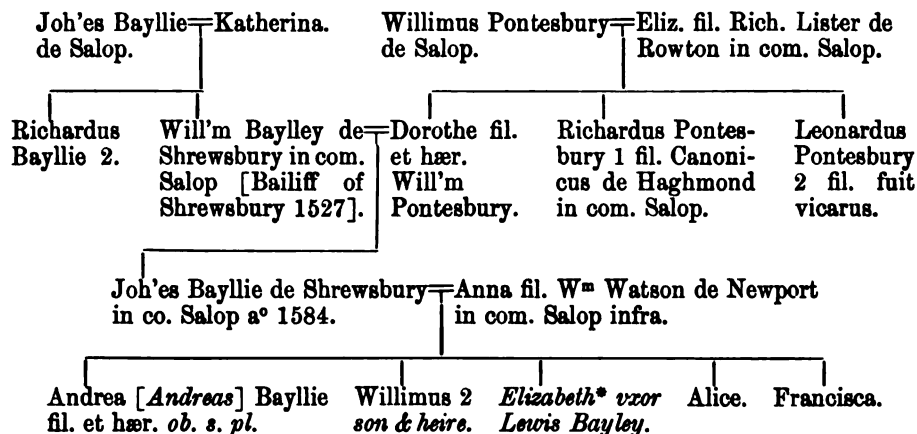 Joh'es Bayllie=Katherina.
de Salop.
Willimus Pontesbury=Eliz. fil. Rich. Lister de
de Salop.
Rowton in com. Salop.
Richardus
Bayllie 2.
Will'm Baylley de=Dorothe fil.
Shrewsbury in com.
Salop [Bailiff of
Shrewsbury 1527].
et hær.
Will'm
Pontesbury.
Richardus Pontes-
bury 1 fil. Canoni-
cus de Haghmond
in com. Salop.
Leonardus
Pontesbury
2 fil. fuit
vicarus.
Joh'es Bayllie de Shrewsbury=Anna fil. Wᵐ Watson de Newport
in co. Salop aº 1584.
in com. Salop infra.
Andrea [Andreas] Bayllie
fil. et hær. ob. s. pl.
Willimus 2
son & heire.
Elizabeth* vxor
Lewis Bayley.
Alice.
Francisca.